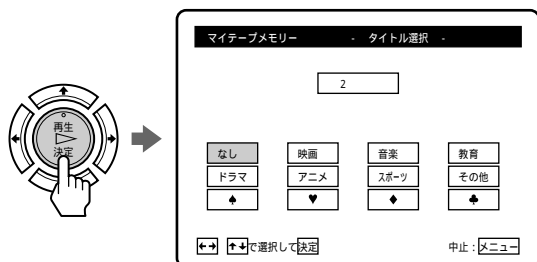 再生
決定
マイテープメモリー - タイトル選択 -
2
なし 映画 音楽 教育
ドラマ アニメ スポーツ その他
♠ ♥ ♦ ♣
←→ ↑↓で選択して決定 中止：メニュー